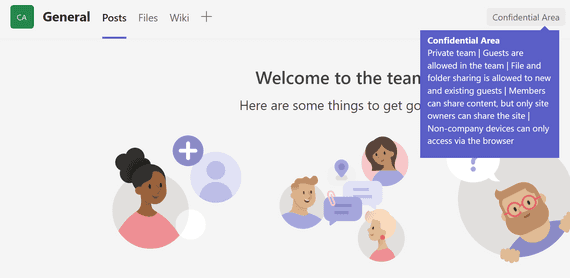 CA General Posts Files Wiki + Confidential Area
Confidential Area
Private team | Guests are
allowed in the team | File and
folder sharing is allowed to new
and existing guests | Members
can share content, but only site
owners can share the site |
Non-company devices can only
access via the browser
Welcome to the team
Here are some things to get go
?